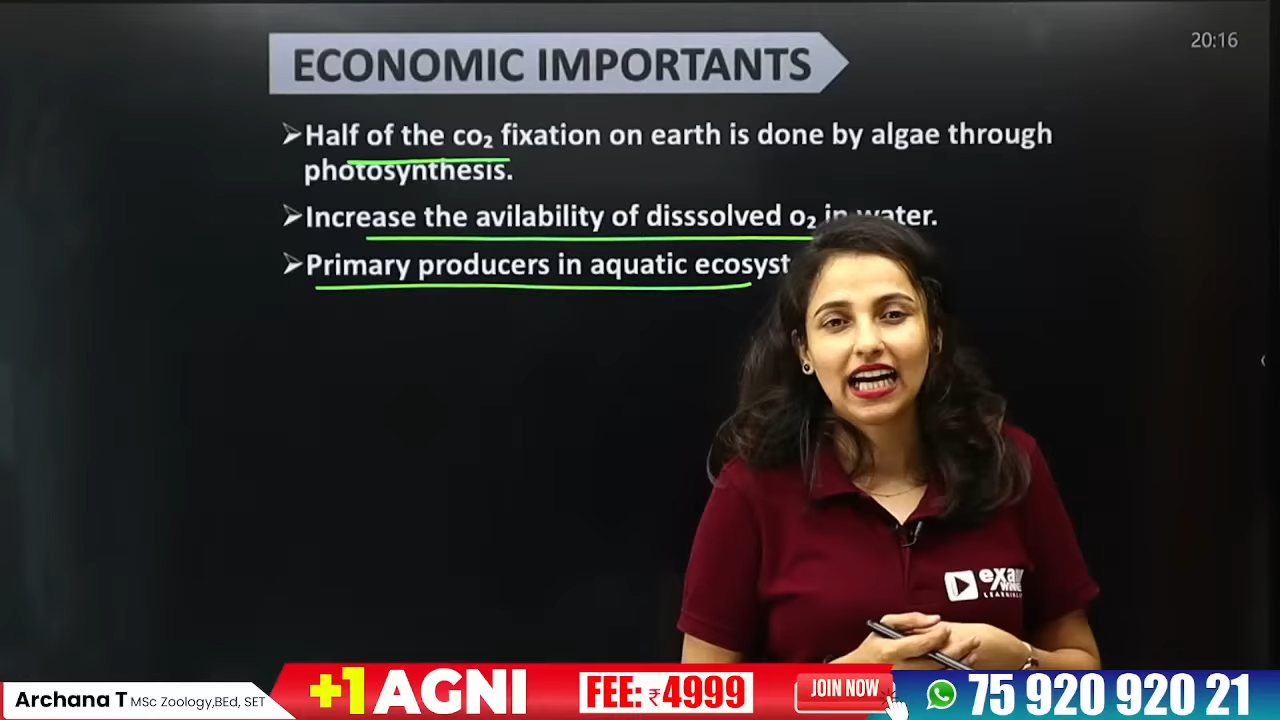 20:16
ECONOMIC IMPORTANTS
➢Half of the co₂ fixation on earth is done by algae through
photosynthesis.
➢Increase the avilability of disssolved o₂ in water.
➢Primary producers in aquatic
exam
LEARNING
Archana T MSc Zoology,BEd, SET
+1 AGNI
FEE: ₹4999
JOIN NOW
75 920 920 21